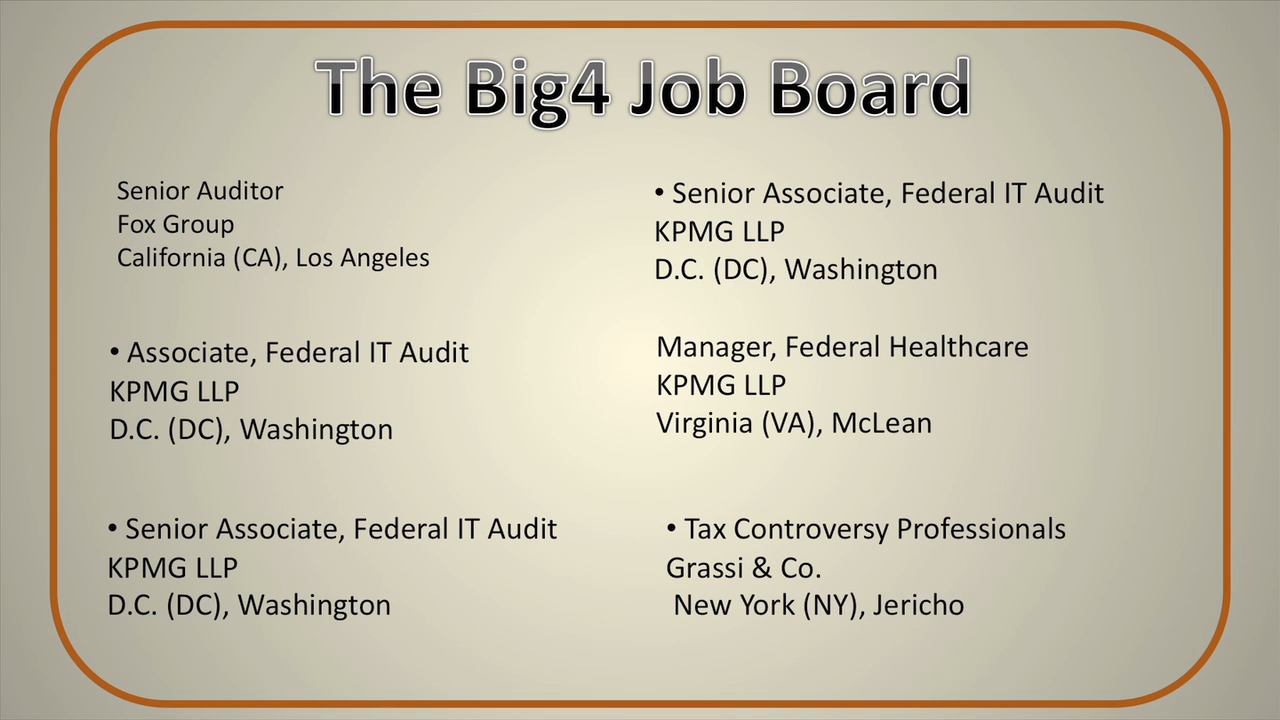 The Big4 Job Board
Senior Auditor
Fox Group
California (CA), Los Angeles
• Associate, Federal IT Audit
KPMG LLP
D.C. (DC), Washington
• Senior Associate, Federal IT Audit
KPMG LLP
D.C. (DC), Washington
• Senior Associate, Federal IT Audit
KPMG LLP
D.C. (DC), Washington
Manager, Federal Healthcare
KPMG LLP
Virginia (VA), McLean
• Tax Controversy Professionals
Grassi & Co.
New York (NY), Jericho